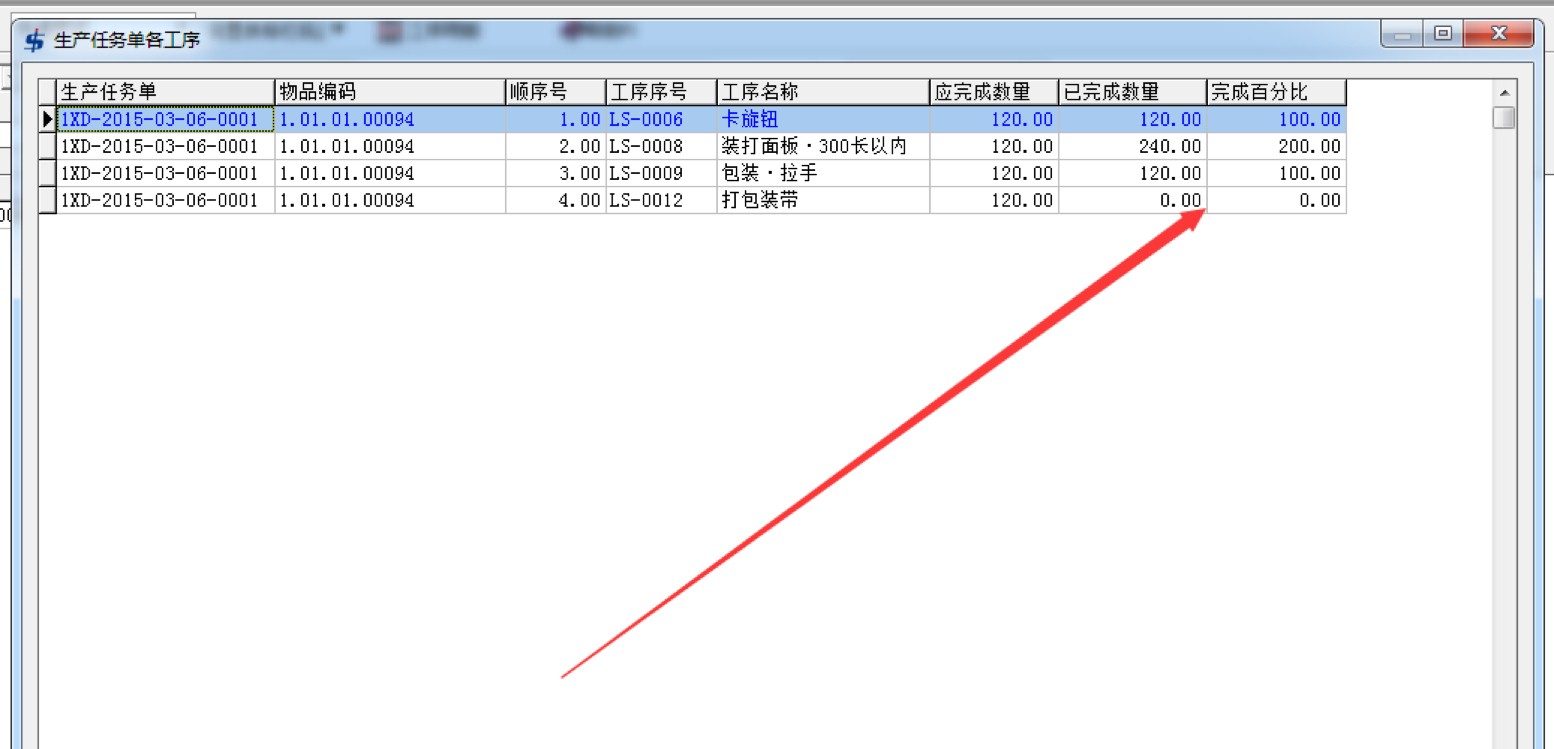 生产任务单各工序
生产任务单 物品编码 顺序号 工序序号 工序名称 应完成数量 已完成数量 完成百分比
1XD-2015-03-06-0001 1.01.01.00094 1.00 LS-0006 卡旋钮 120.00 120.00 100.00
1XD-2015-03-06-0001 1.01.01.00094 2.00 LS-0008 装打面板·300长以内 120.00 240.00 200.00
1XD-2015-03-06-0001 1.01.01.00094 3.00 LS-0009 包装·拉手 120.00 120.00 100.00
1XD-2015-03-06-0001 1.01.01.00094 4.00 LS-0012 打包装带 120.00 0.00 0.00